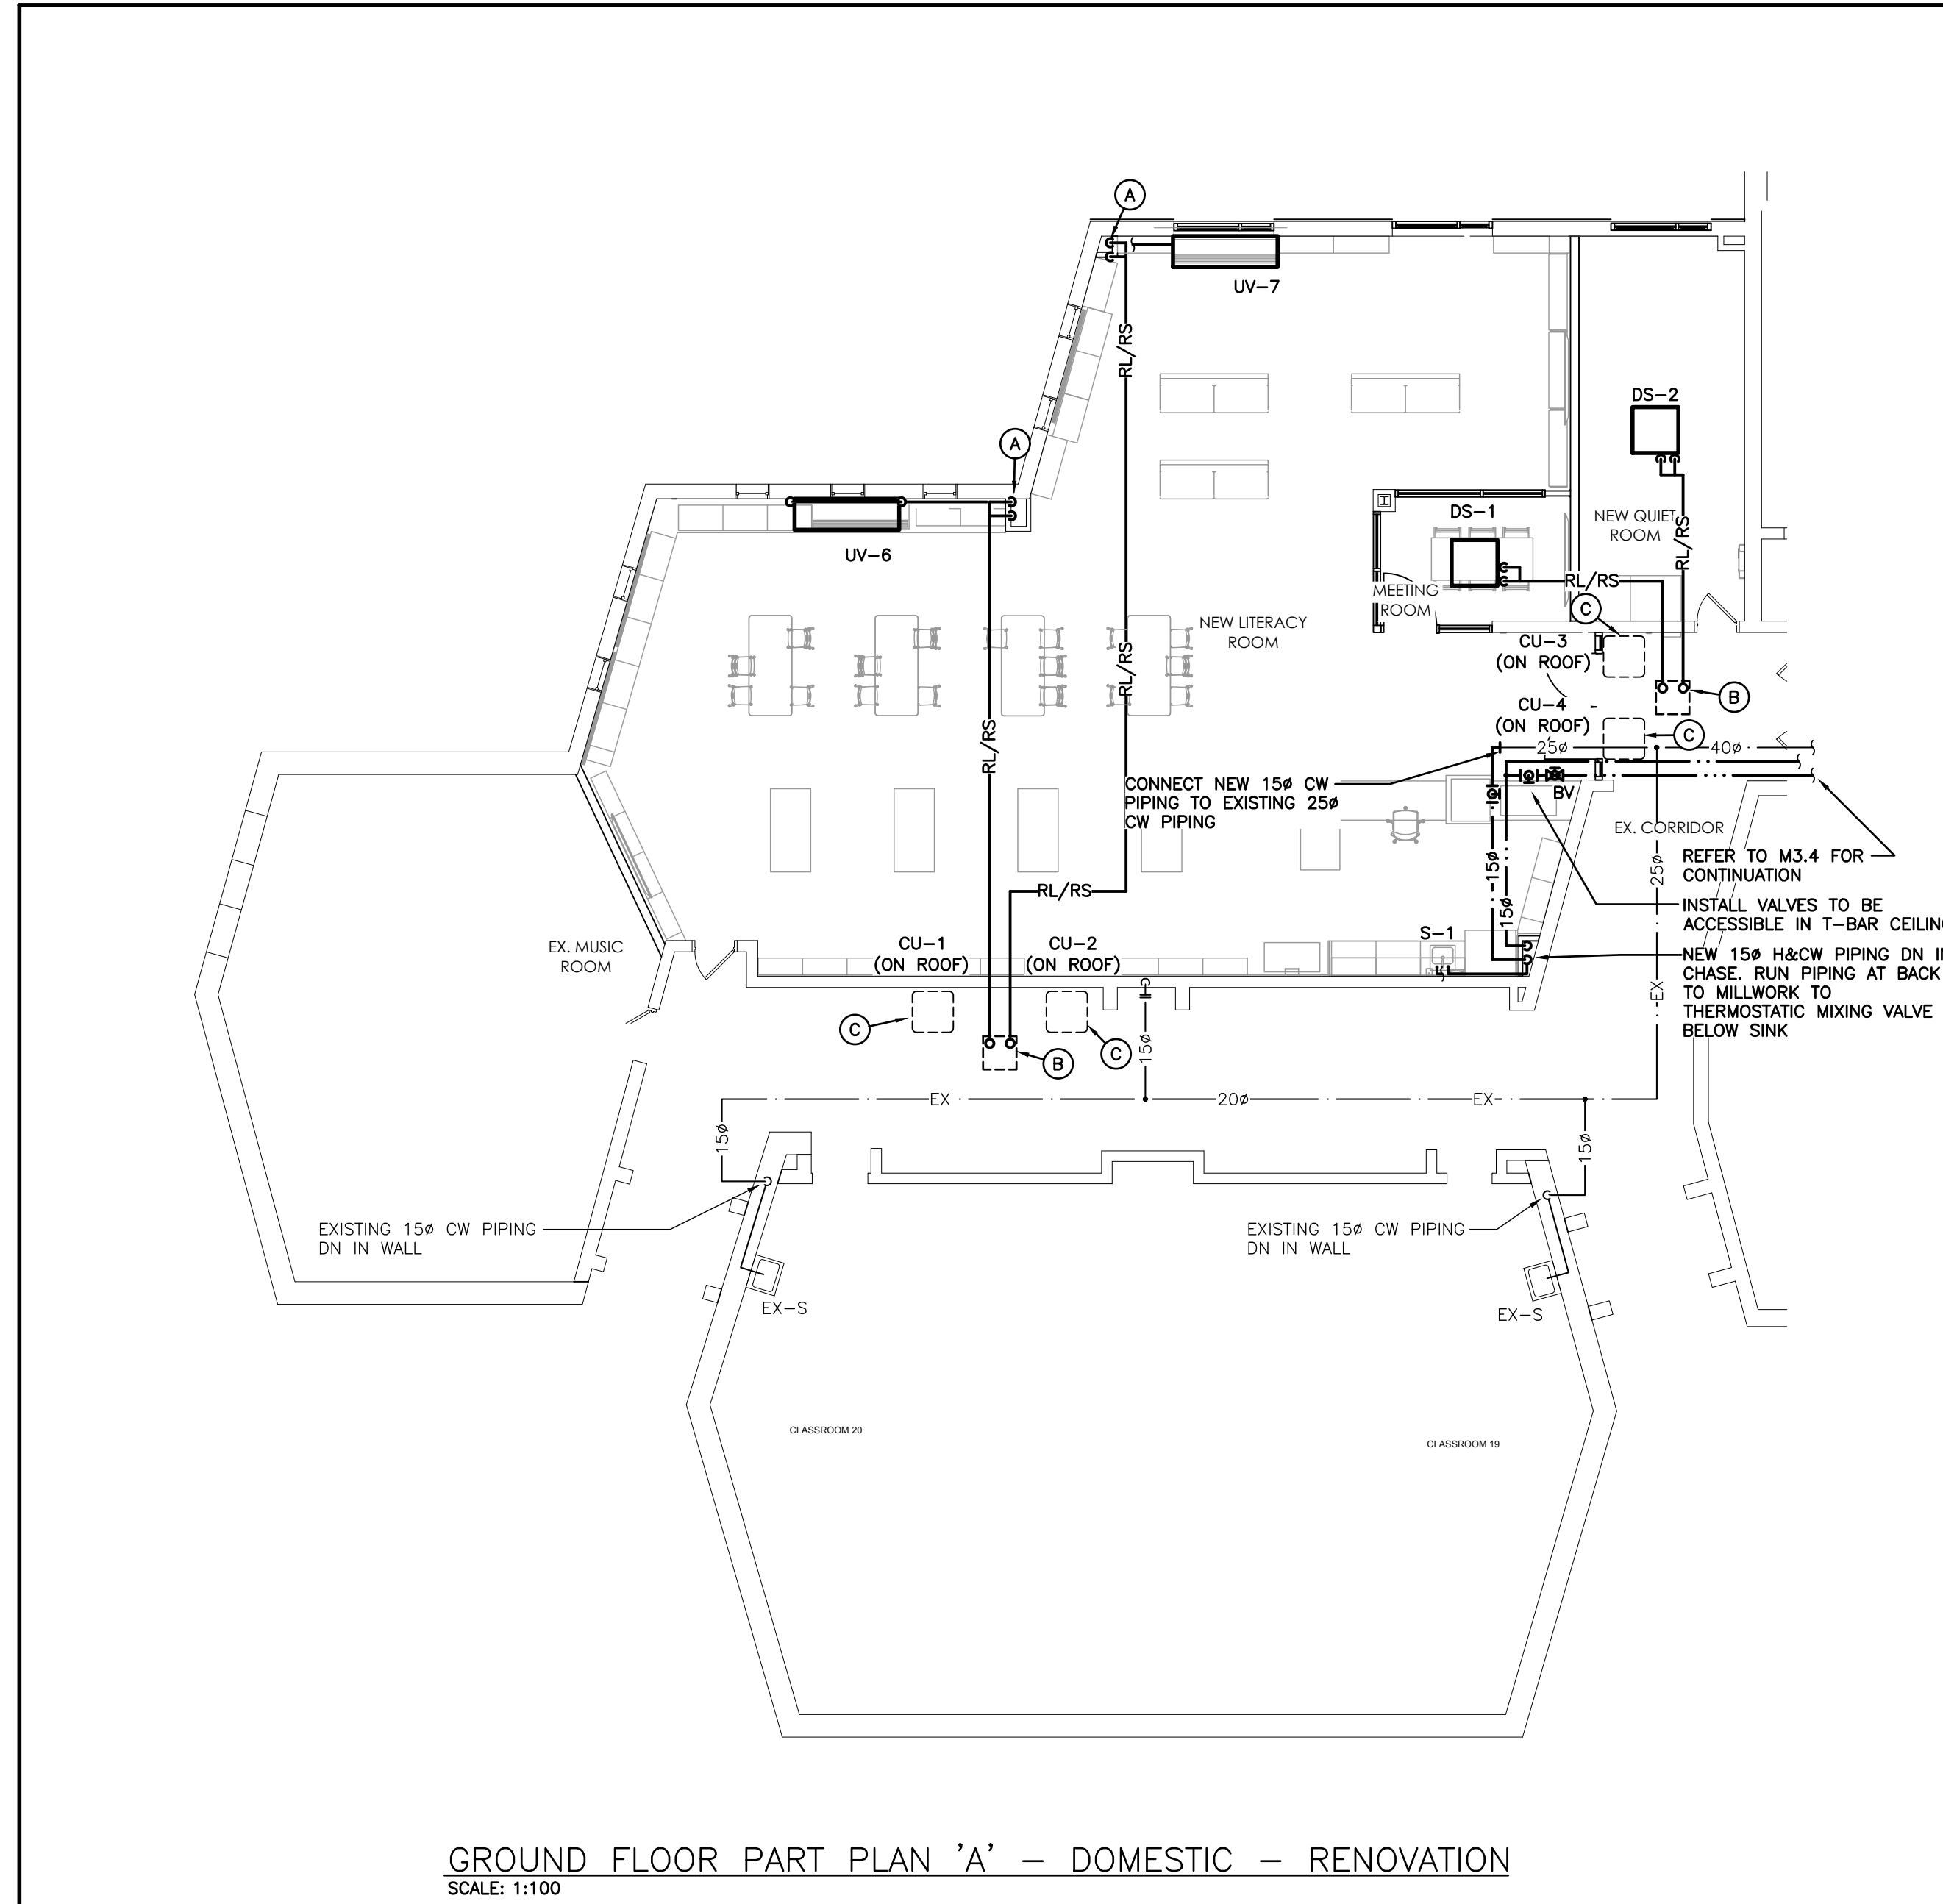 A
UV-7
RL/RS
DS-2
A
DS-1
NEW QUIET
ROOM
RL/RS
UV-6
RL/RS
MEETING
ROOM
C
NEW LITERACY
ROOM
CU-3
(ON ROOF)
RL/RS
B
CU-4
(ON ROOF)
C
RL/RS
25ø
40ø
CONNECT NEW 15ø CW
PIPING TO EXISTING 25ø
CW PIPING
BV
EX. CORRIDOR
REFER TO M3.4 FOR
CONTINUATION
25ø
15ø
15ø
RL/RS
INSTALL VALVES TO BE
ACCESSIBLE IN T-BAR CEILING
S-1
EX. MUSIC
ROOM
CU-1
(ON ROOF)
CU-2
(ON ROOF)
NEW 15ø H&CW PIPING DN IN
CHASE. RUN PIPING AT BACK
TO MILLWORK TO
THERMOSTATIC MIXING VALVE
BELOW SINK
EX
C
B
C
15ø
EX
20ø
EX
15ø
15ø
EXISTING 15ø CW PIPING
DN IN WALL
EXISTING 15ø CW PIPING
DN IN WALL
EX-S
EX-S
CLASSROOM 20
CLASSROOM 19
GROUND FLOOR PART PLAN 'A' - DOMESTIC - RENOVATION
SCALE: 1:100